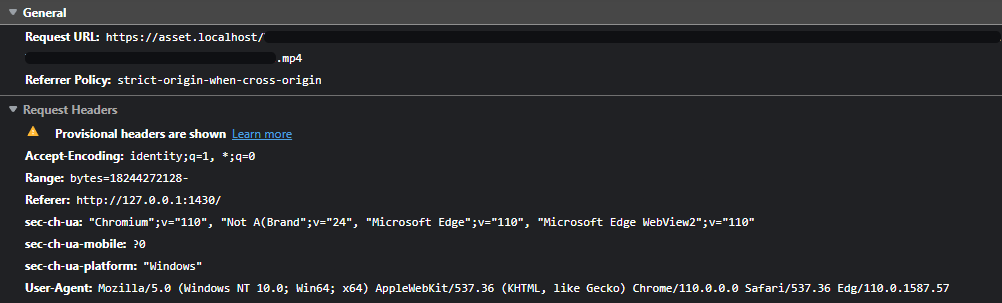 General
Request URL: https://asset.localhost/
.mp4
Referrer Policy: strict-origin-when-cross-origin
Request Headers
Provisional headers are shown Learn more
Accept-Encoding: identity;q=1, *;q=0
Range: bytes=18244272128-
Referer: http://127.0.0.1:1430/
sec-ch-ua: "Chromium";v="110", "Not A(Brand";v="24", "Microsoft Edge";v="110", "Microsoft Edge WebView2";v="110"
sec-ch-ua-mobile: ?0
sec-ch-ua-platform: "Windows"
User-Agent: Mozilla/5.0 (Windows NT 10.0; Win64; x64) AppleWebKit/537.36 (KHTML, like Gecko) Chrome/110.0.0.0 Safari/537.36 Edg/110.0.1587.57